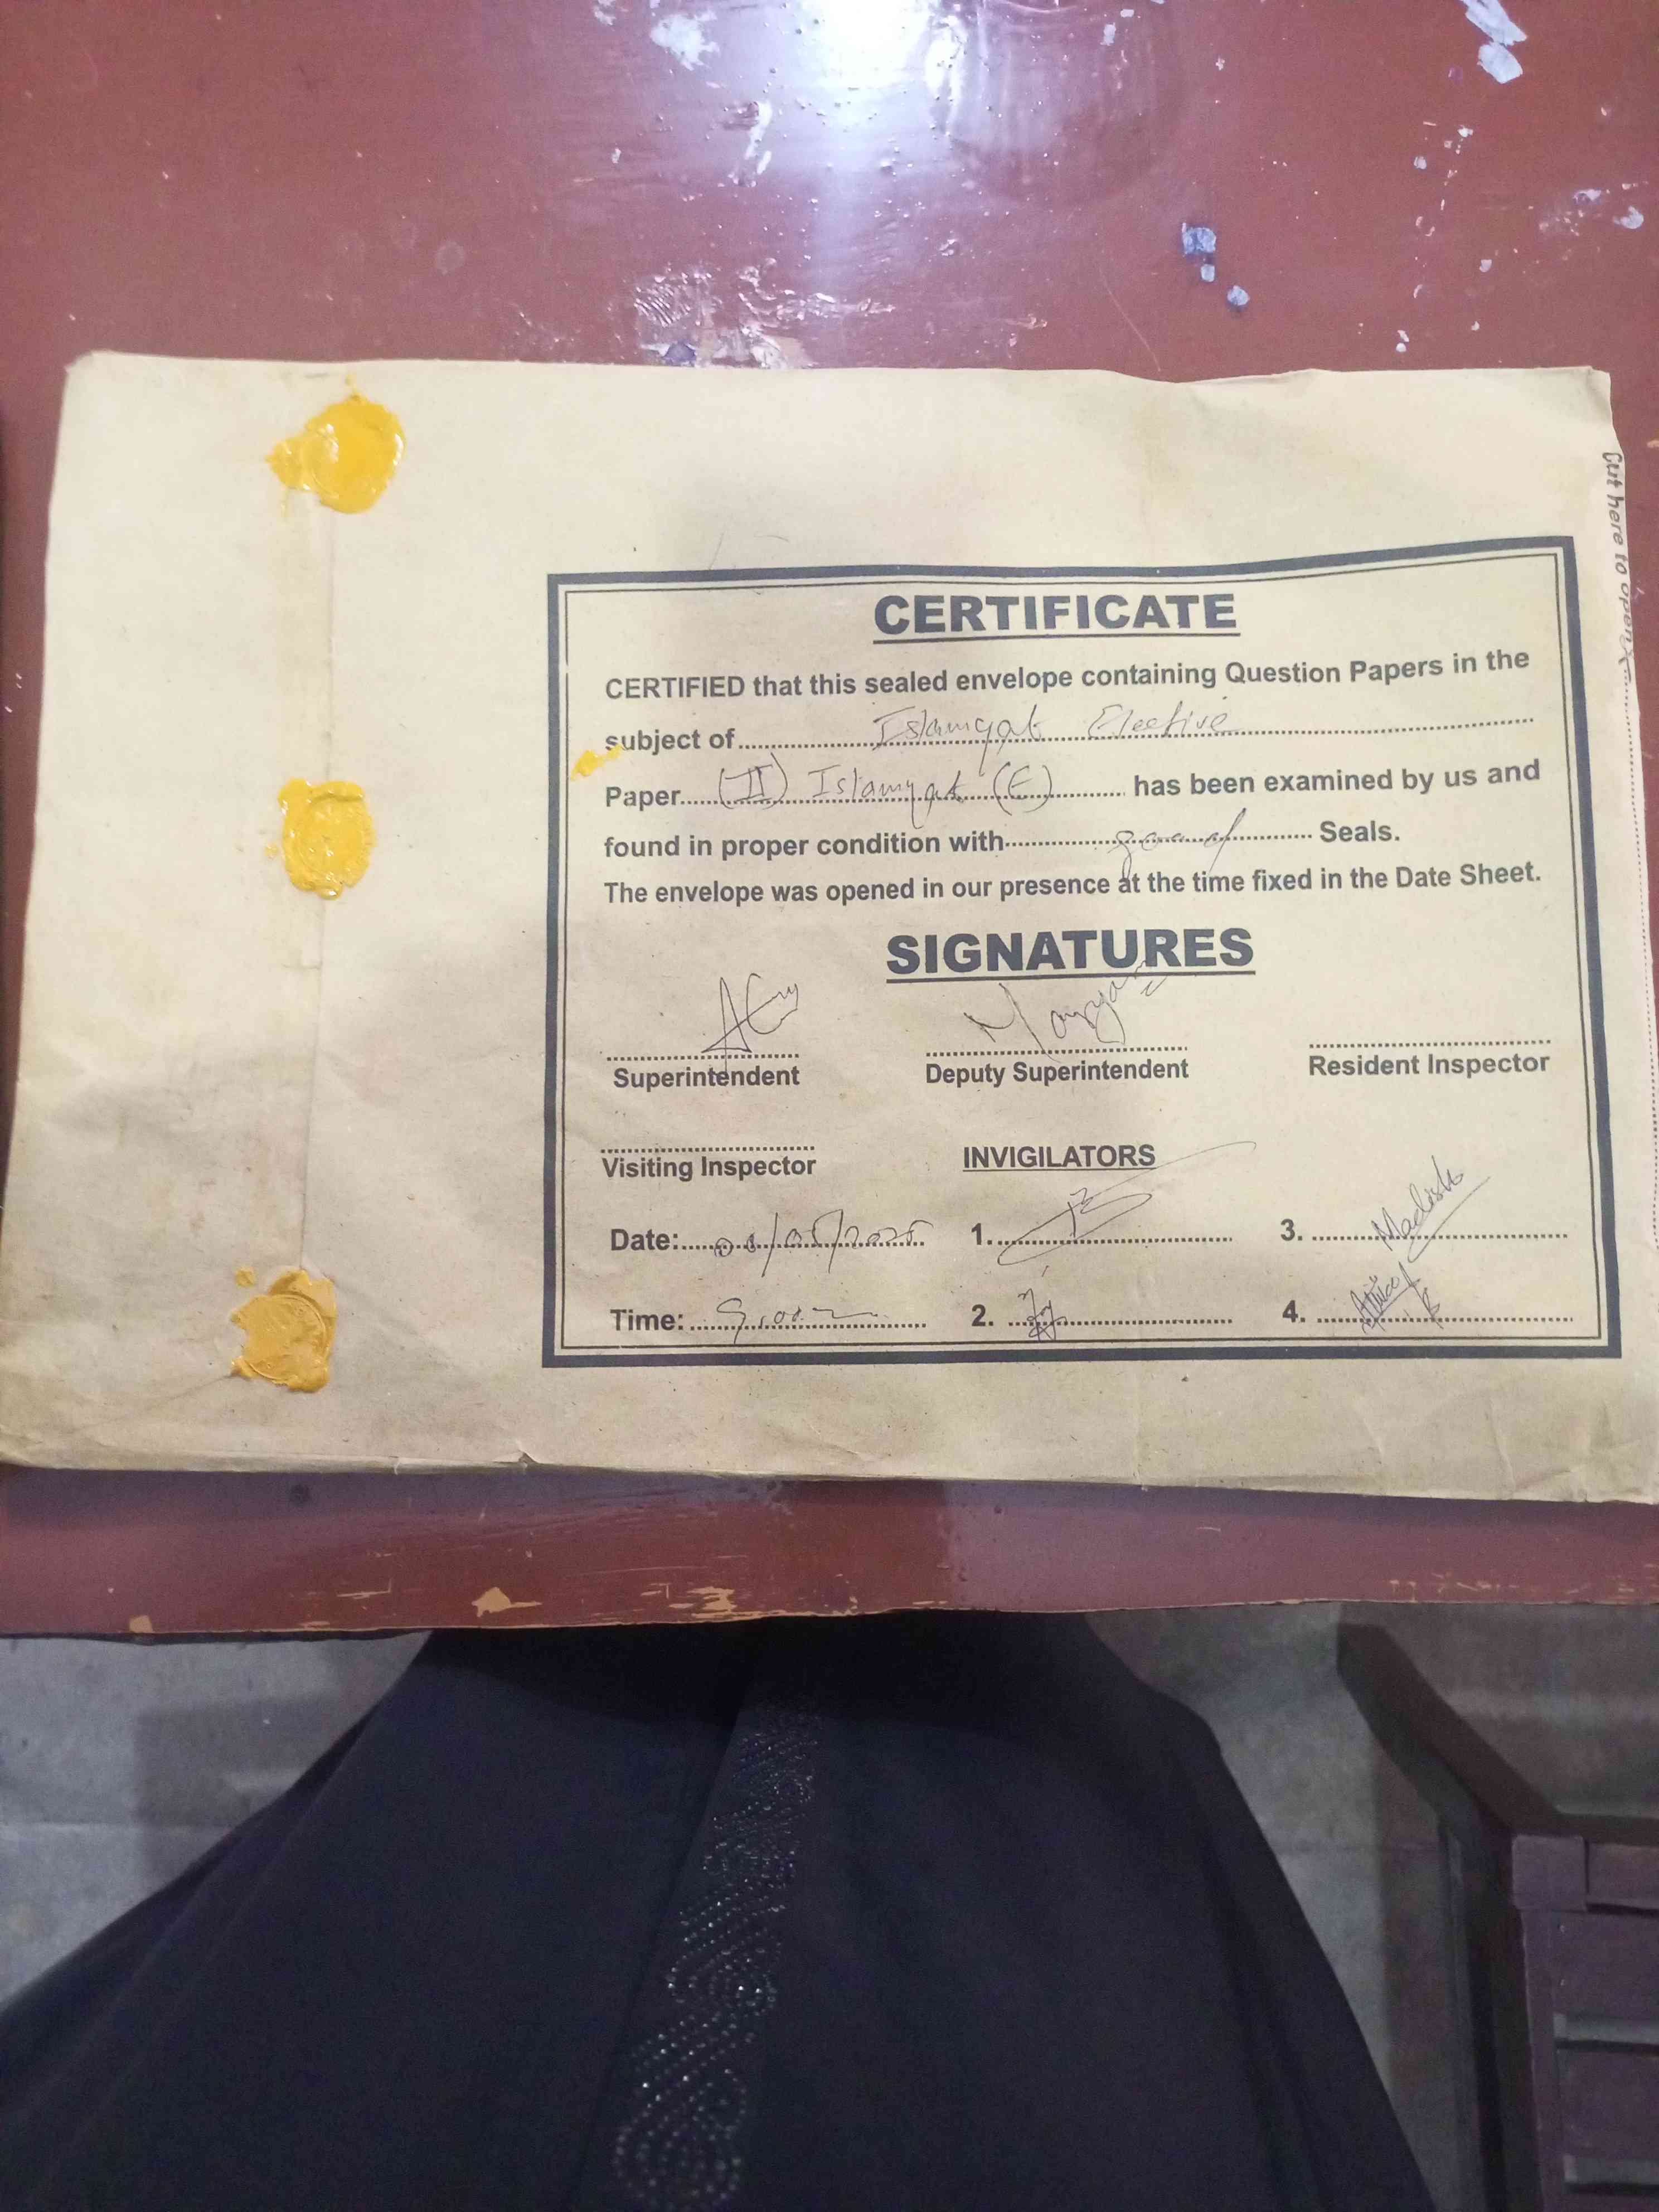 Cut here to open
CERTIFICATE
CERTIFIED that this sealed envelope containing Question Papers in the
subject of Islamyat Elective
Paper (II) Islamyat (E) has been examined by us and
found in proper condition with good Seals.
The envelope was opened in our presence at the time fixed in the Date Sheet.
SIGNATURES
Superintendent Deputy Superintendent Resident Inspector
Visiting Inspector INVIGILATORS
Date: 1. 3.
Time: 2. 4.